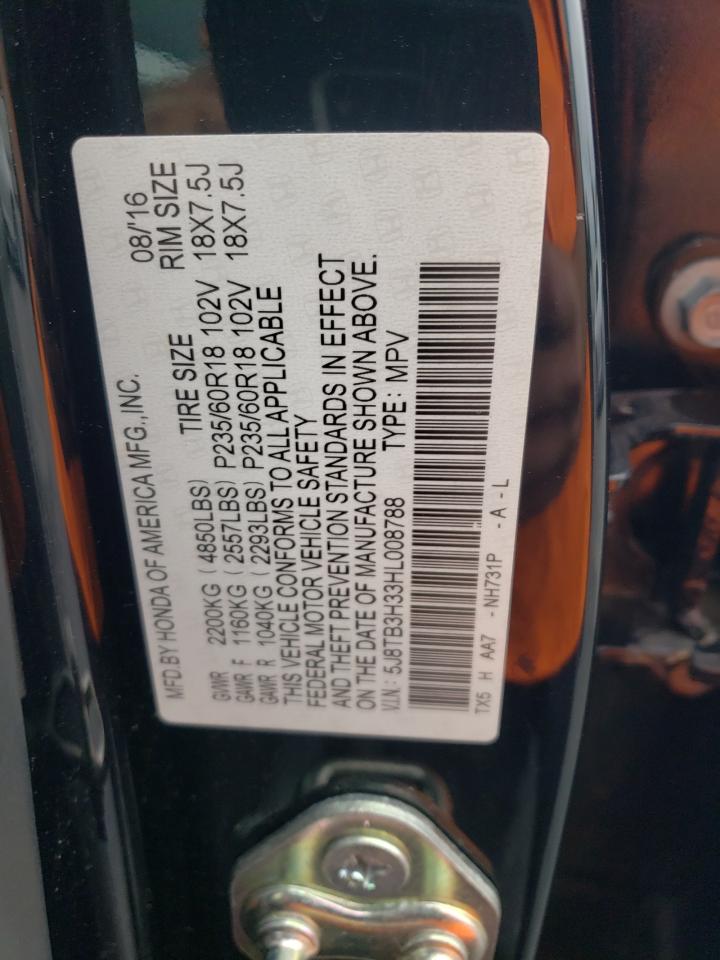 MFD.BY HONDA OF AMERICA MFG.,INC. 08/'16
TIRE SIZE RIM SIZE
GVWR 2200KG (4850LBS)
GAWR F 1160KG (2557LBS) P235/60R18 102V 18X7.5J
GAWR R 1040KG (2293LBS) P235/60R18 102V 18X7.5J
THIS VEHICLE CONFORMS TO ALL APPLICABLE
FEDERAL MOTOR VEHICLE SAFETY
AND THEFT PREVENTION STANDARDS IN EFFECT
ON THE DATE OF MANUFACTURE SHOWN ABOVE.
V.I.N.: 5J8TB3H33HL008788 TYPE: MPV
TX5 H AA7 -NH731P -A-L